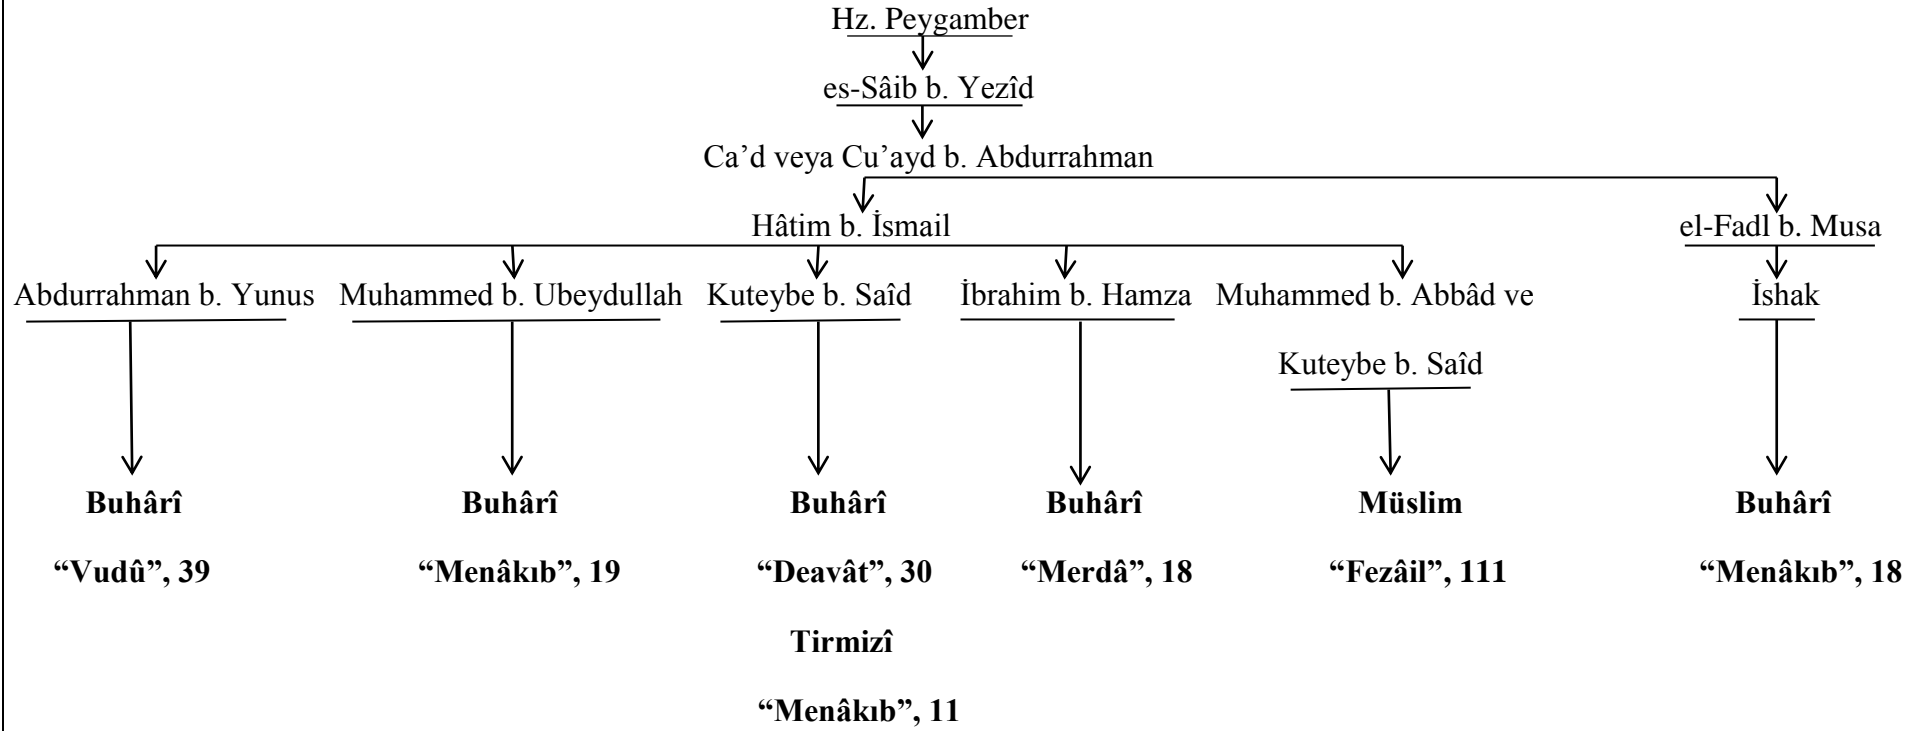 Hz. Peygamber
es-Sâib b. Yezîd
Ca’d veya Cu’ayd b. Abdurrahman
Hâtim b. İsmail el-Fadl b. Musa
Abdurrahman b. Yunus Muhammed b. Ubeydullah Kuteybe b. Saîd İbrahim b. Hamza Muhammed b. Abbâd ve İshak
Kuteybe b. Saîd
Buhârî Buhârî Buhârî Buhârî Müslim Buhârî
“Vudû”, 39 “Menâkıb”, 19 “Deavât”, 30 “Merdâ”, 18 “Fezâil”, 111 “Menâkıb”, 18
Tirmizî
“Menâkıb”, 11